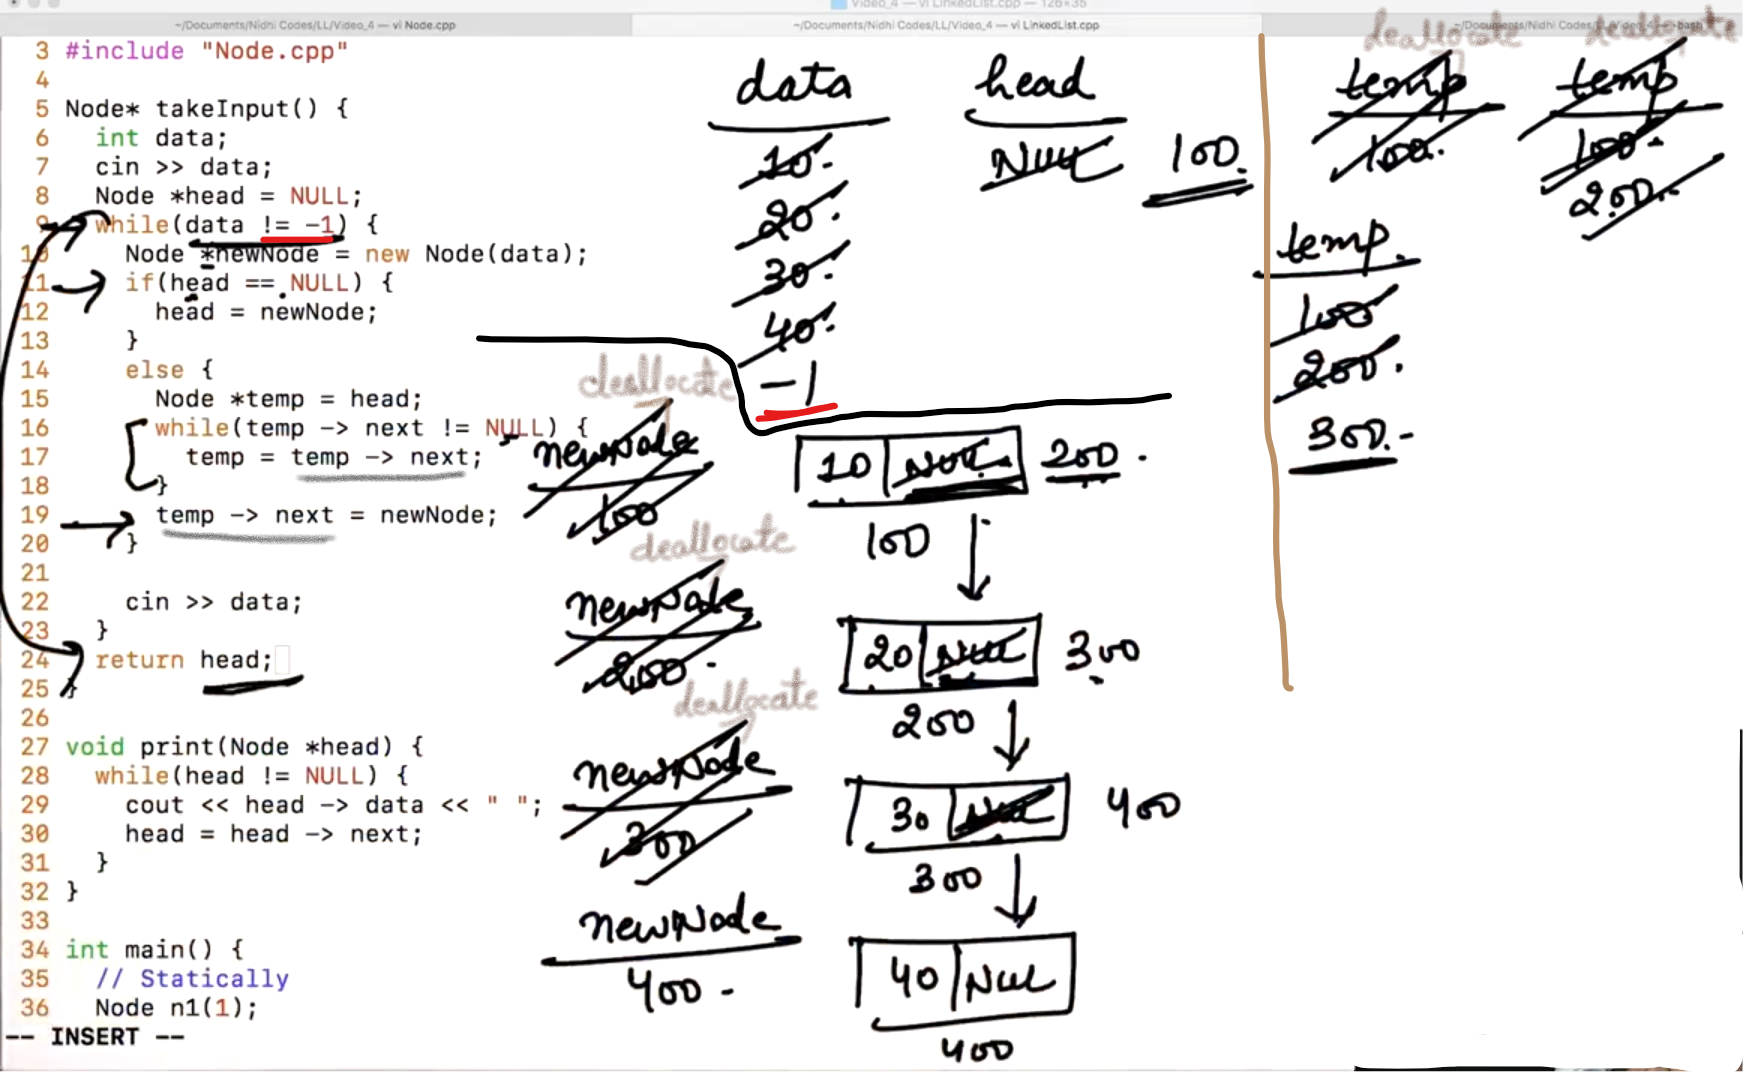 Video_4 — vi LinkedList.cpp — 126×35
~/Documents/Nidhi Codes/LL/Video_4 — vi Node.cpp
~/Documents/Nidhi Codes/LL/Video_4 — vi LinkedList.cpp
~/Documents/Nidhi Codes/LL/Video_4 — -bash
3 #include "Node.cpp"
4
5 Node* takeInput() {
6 int data;
7 cin >> data;
8 Node *head = NULL;
9 while(data != -1) {
10 Node *newNode = new Node(data);
11 if(head == NULL) {
12 head = newNode;
13 }
14 else {
15 Node *temp = head;
16 while(temp -> next != NULL) {
17 temp = temp -> next;
18 }
19 temp -> next = newNode;
20 }
21
22 cin >> data;
23 }
24 return head;
25 }
26
27 void print(Node *head) {
28 while(head != NULL) {
29 cout << head -> data << " ";
30 head = head -> next;
31 }
32 }
33
34 int main() {
35 // Statically
36 Node n1(1);
-- INSERT --
data
10.
20.
30.
40.
-1
head
NULL 100
deallocate
temp
100.
deallocate
temp
100.
200.
temp.
100
200.
300.-
deallocate
newNode
100
deallocate
newNode
200.
deallocate
newNode
300
newNode
400 -
10 NULL 200.
100
20 NULL 300
200
30 NULL 400
300
40 NULL
400